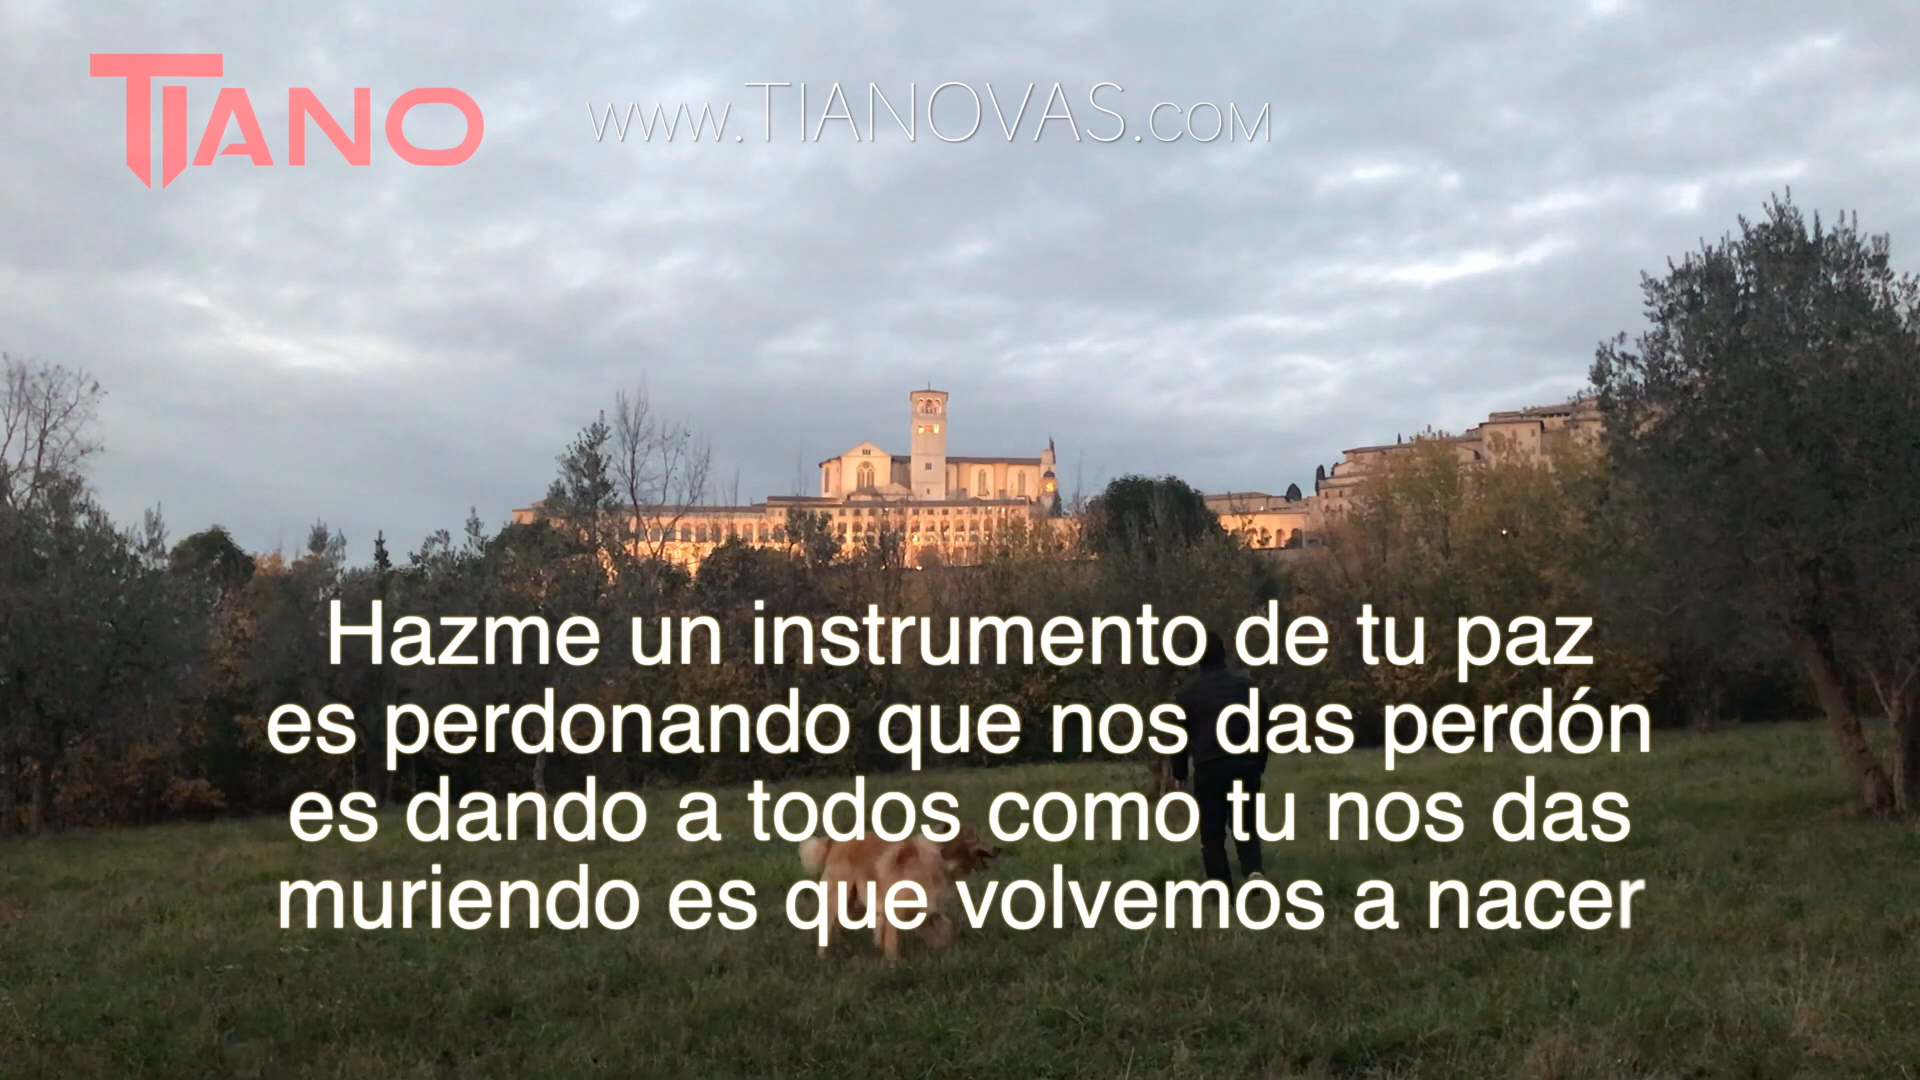 TIANO
www.TIANOVAS.com
Hazme un instrumento de tu paz
es perdonando que nos das perdón
es dando a todos como tu nos das
muriendo es que volvemos a nacer